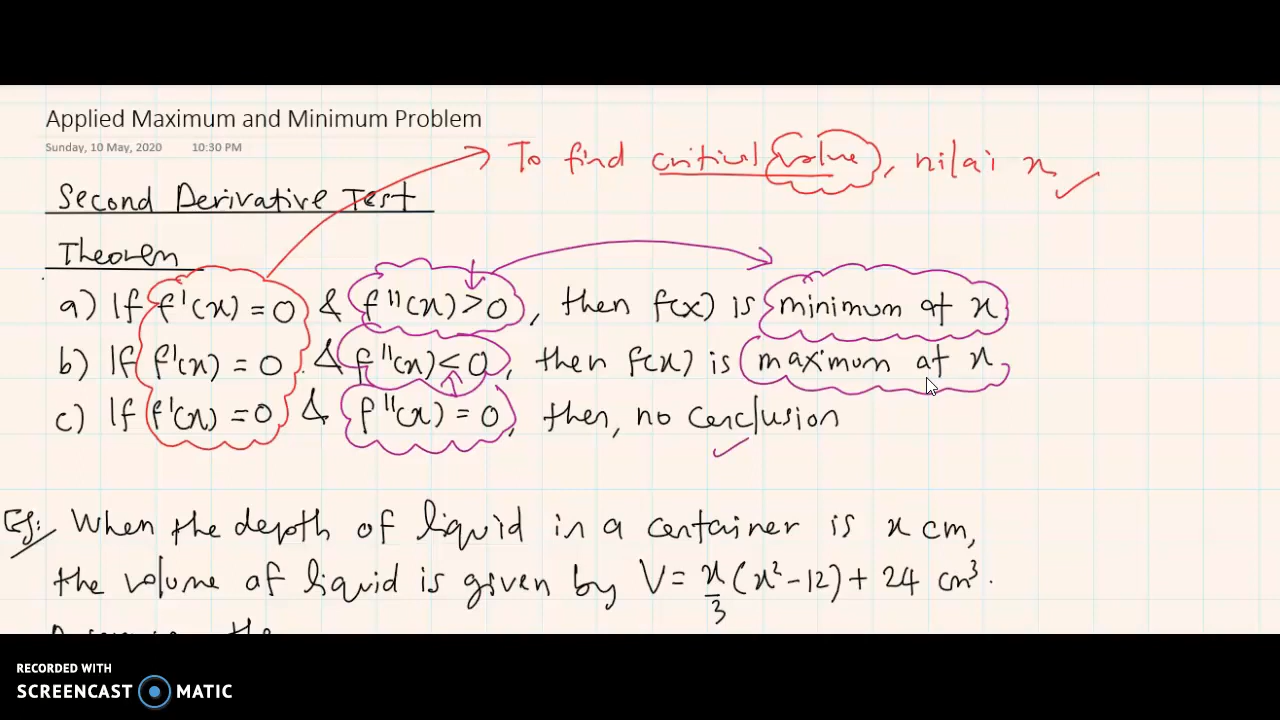 Applied Maximum and Minimum Problem
Sunday, 10 May, 2020 10:30 PM
To find critical value, nilai x
Second Derivative Test
Theorem
a) If f'(x) = 0 & f''(x) > 0, then f(x) is minimum at x
b) If f'(x) = 0 & f''(x) < 0, then f(x) is maximum at x
c) If f'(x) = 0 & f''(x) = 0, then, no conclusion
Eg: When the depth of liquid in a container is x cm,
the volume of liquid is given by V = x/3 (x² - 12) + 24 cm³.
the
RECORDED WITH
SCREENCAST MATIC